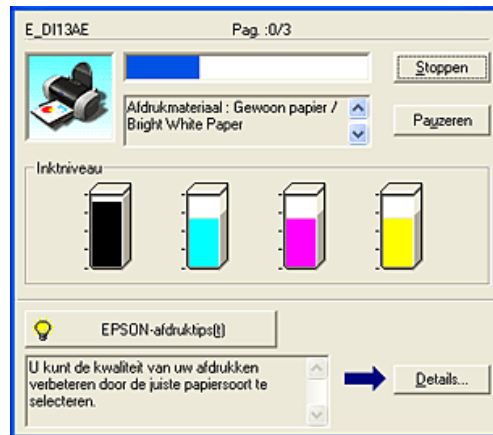 E_DI13AE Pag. :0/3
Stoppen
Afdrukmateriaal : Gewoon papier /
Bright White Paper
Pauzeren
Inktniveau
EPSON-afdruktips(t)
U kunt de kwaliteit van uw afdrukken
verbeteren door de juiste papiersoort te
selecteren.
Details...